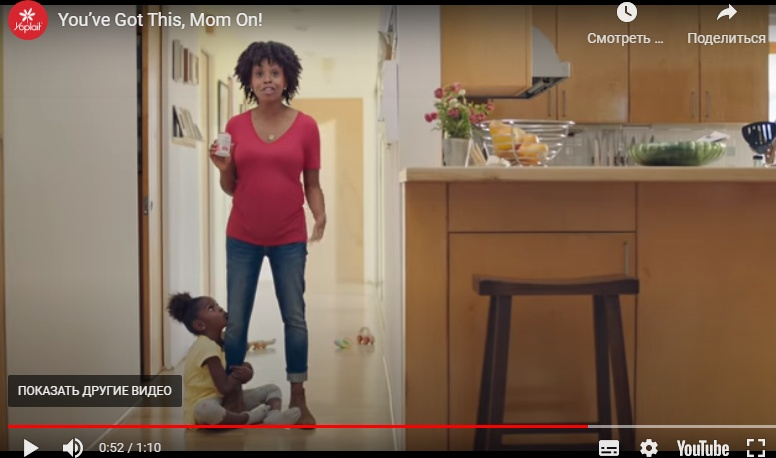 Yoplait
You've Got This, Mom On!
Смотреть ...
Поделиться
ПОКАЗАТЬ ДРУГИЕ ВИДЕО
0:52 / 1:10
YouTube